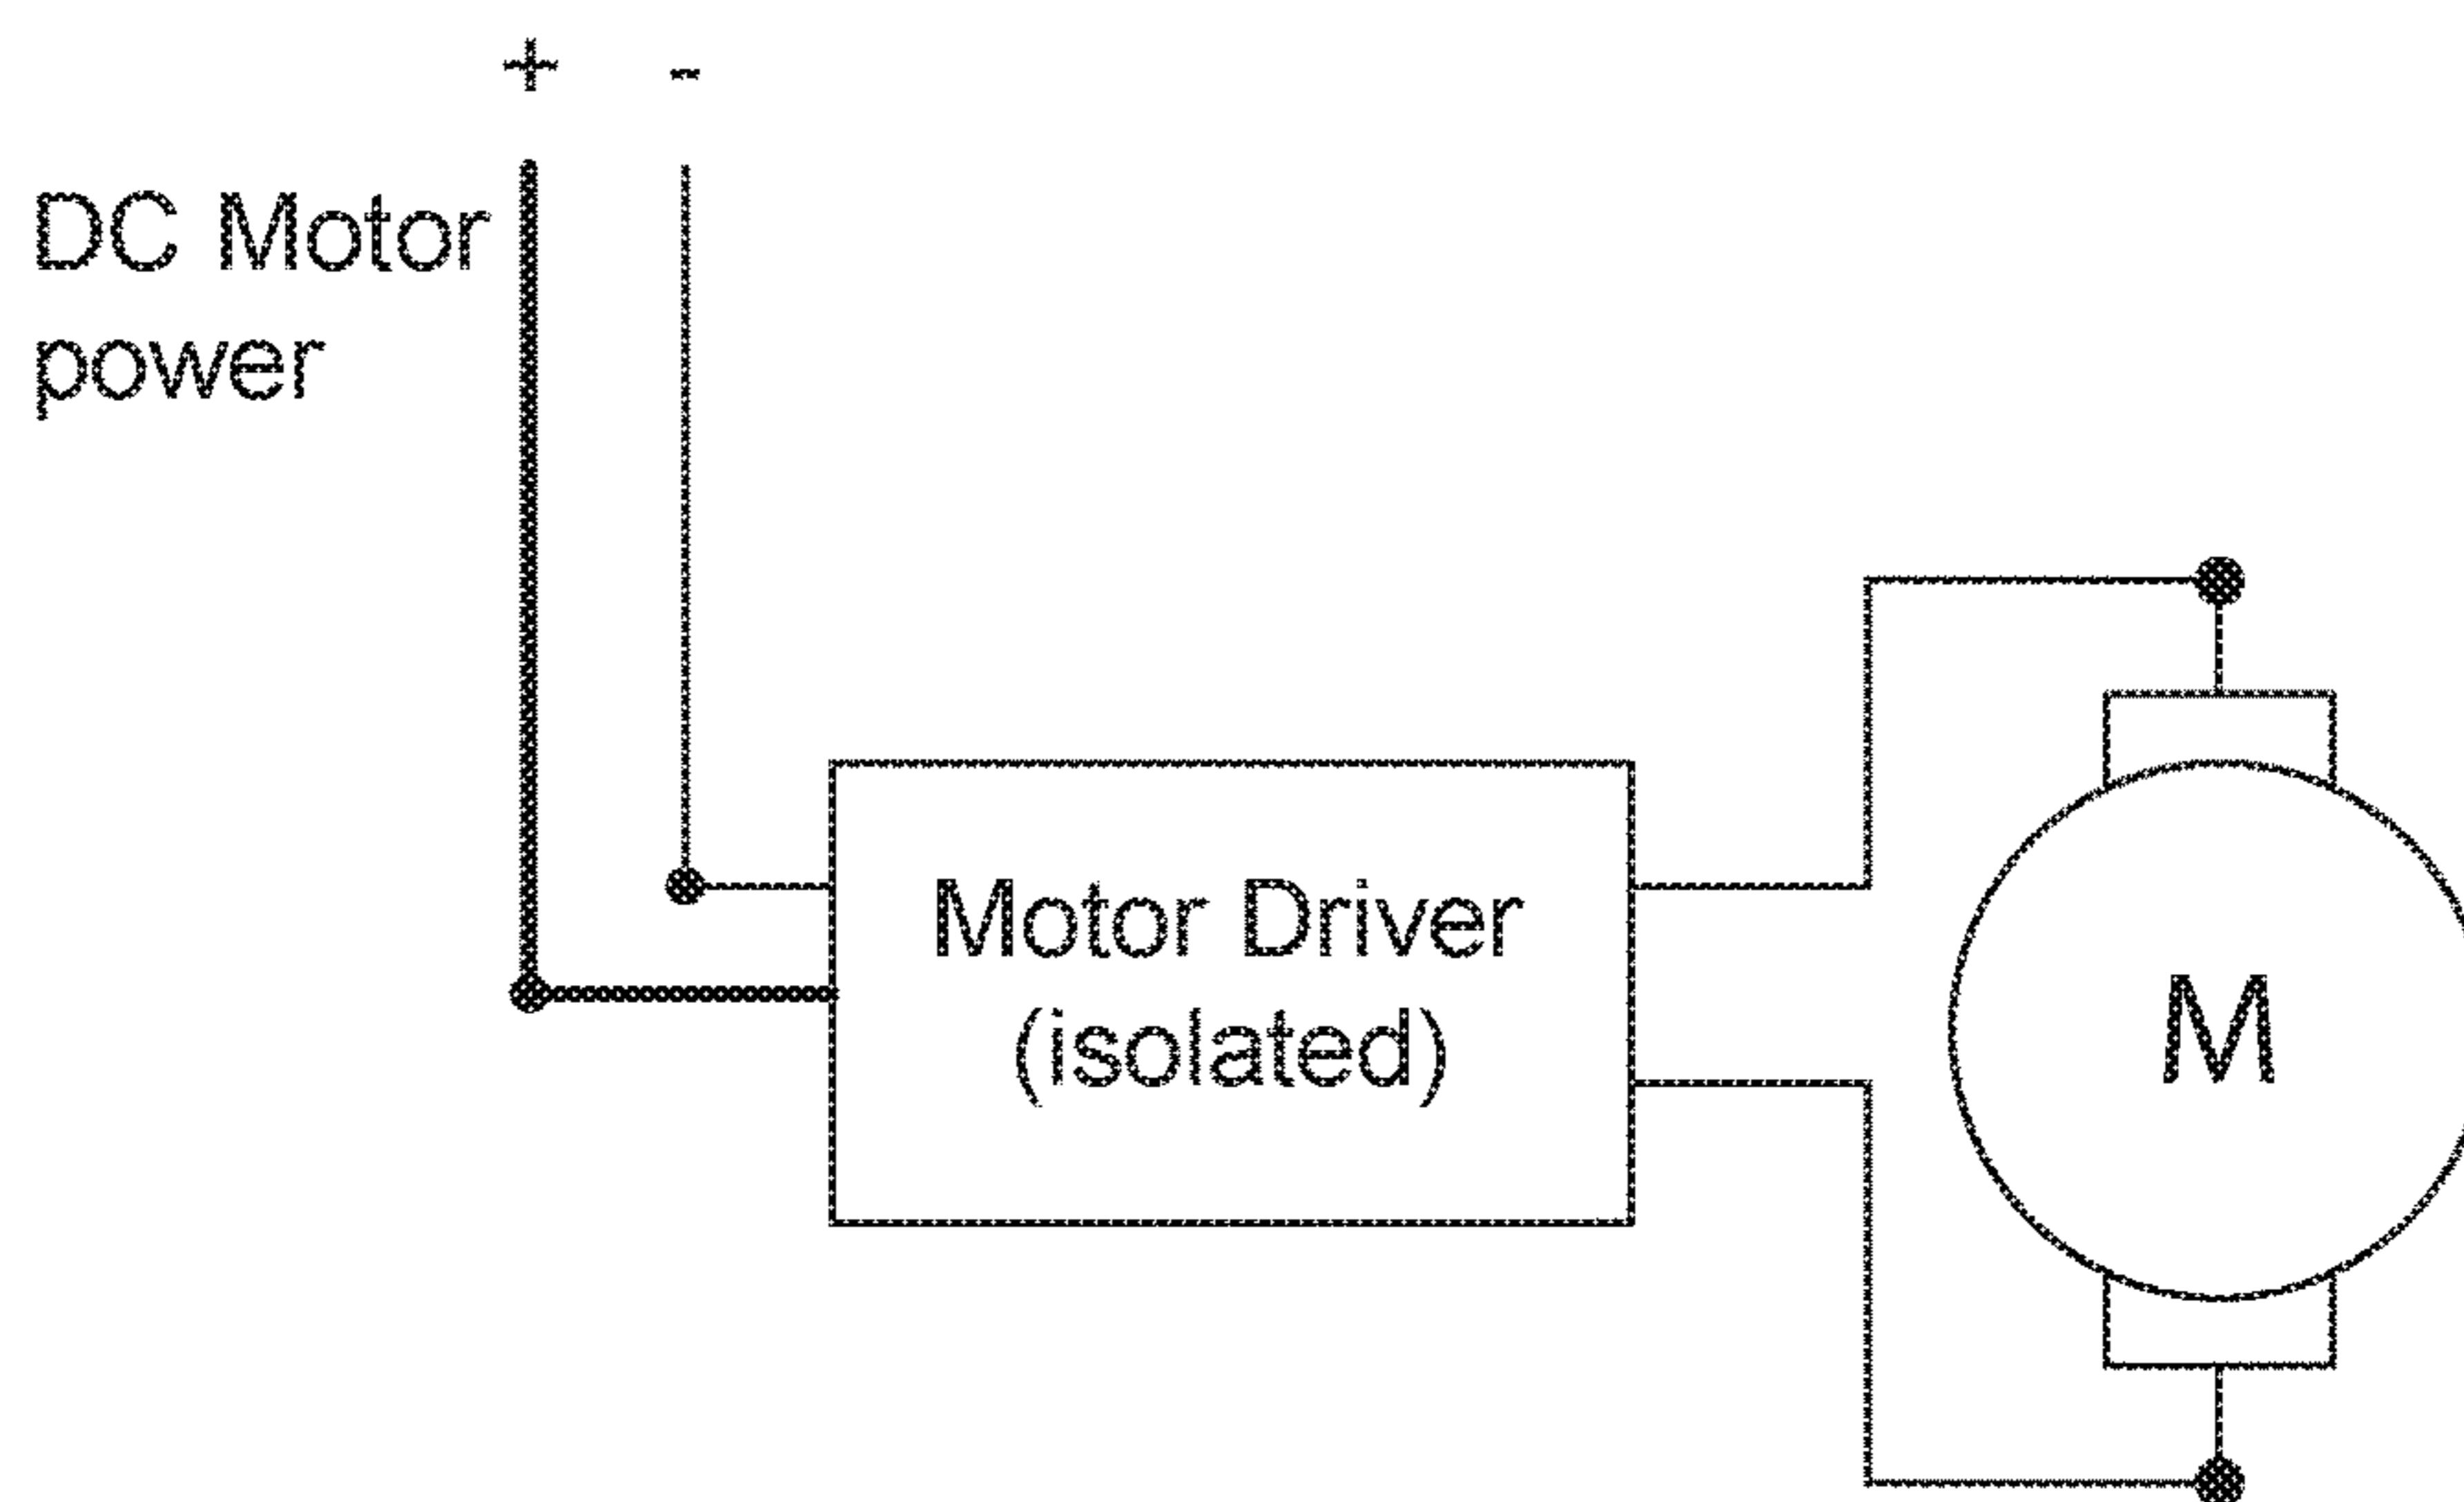 + -
DC Motor
power
Motor Driver
(isolated)
M